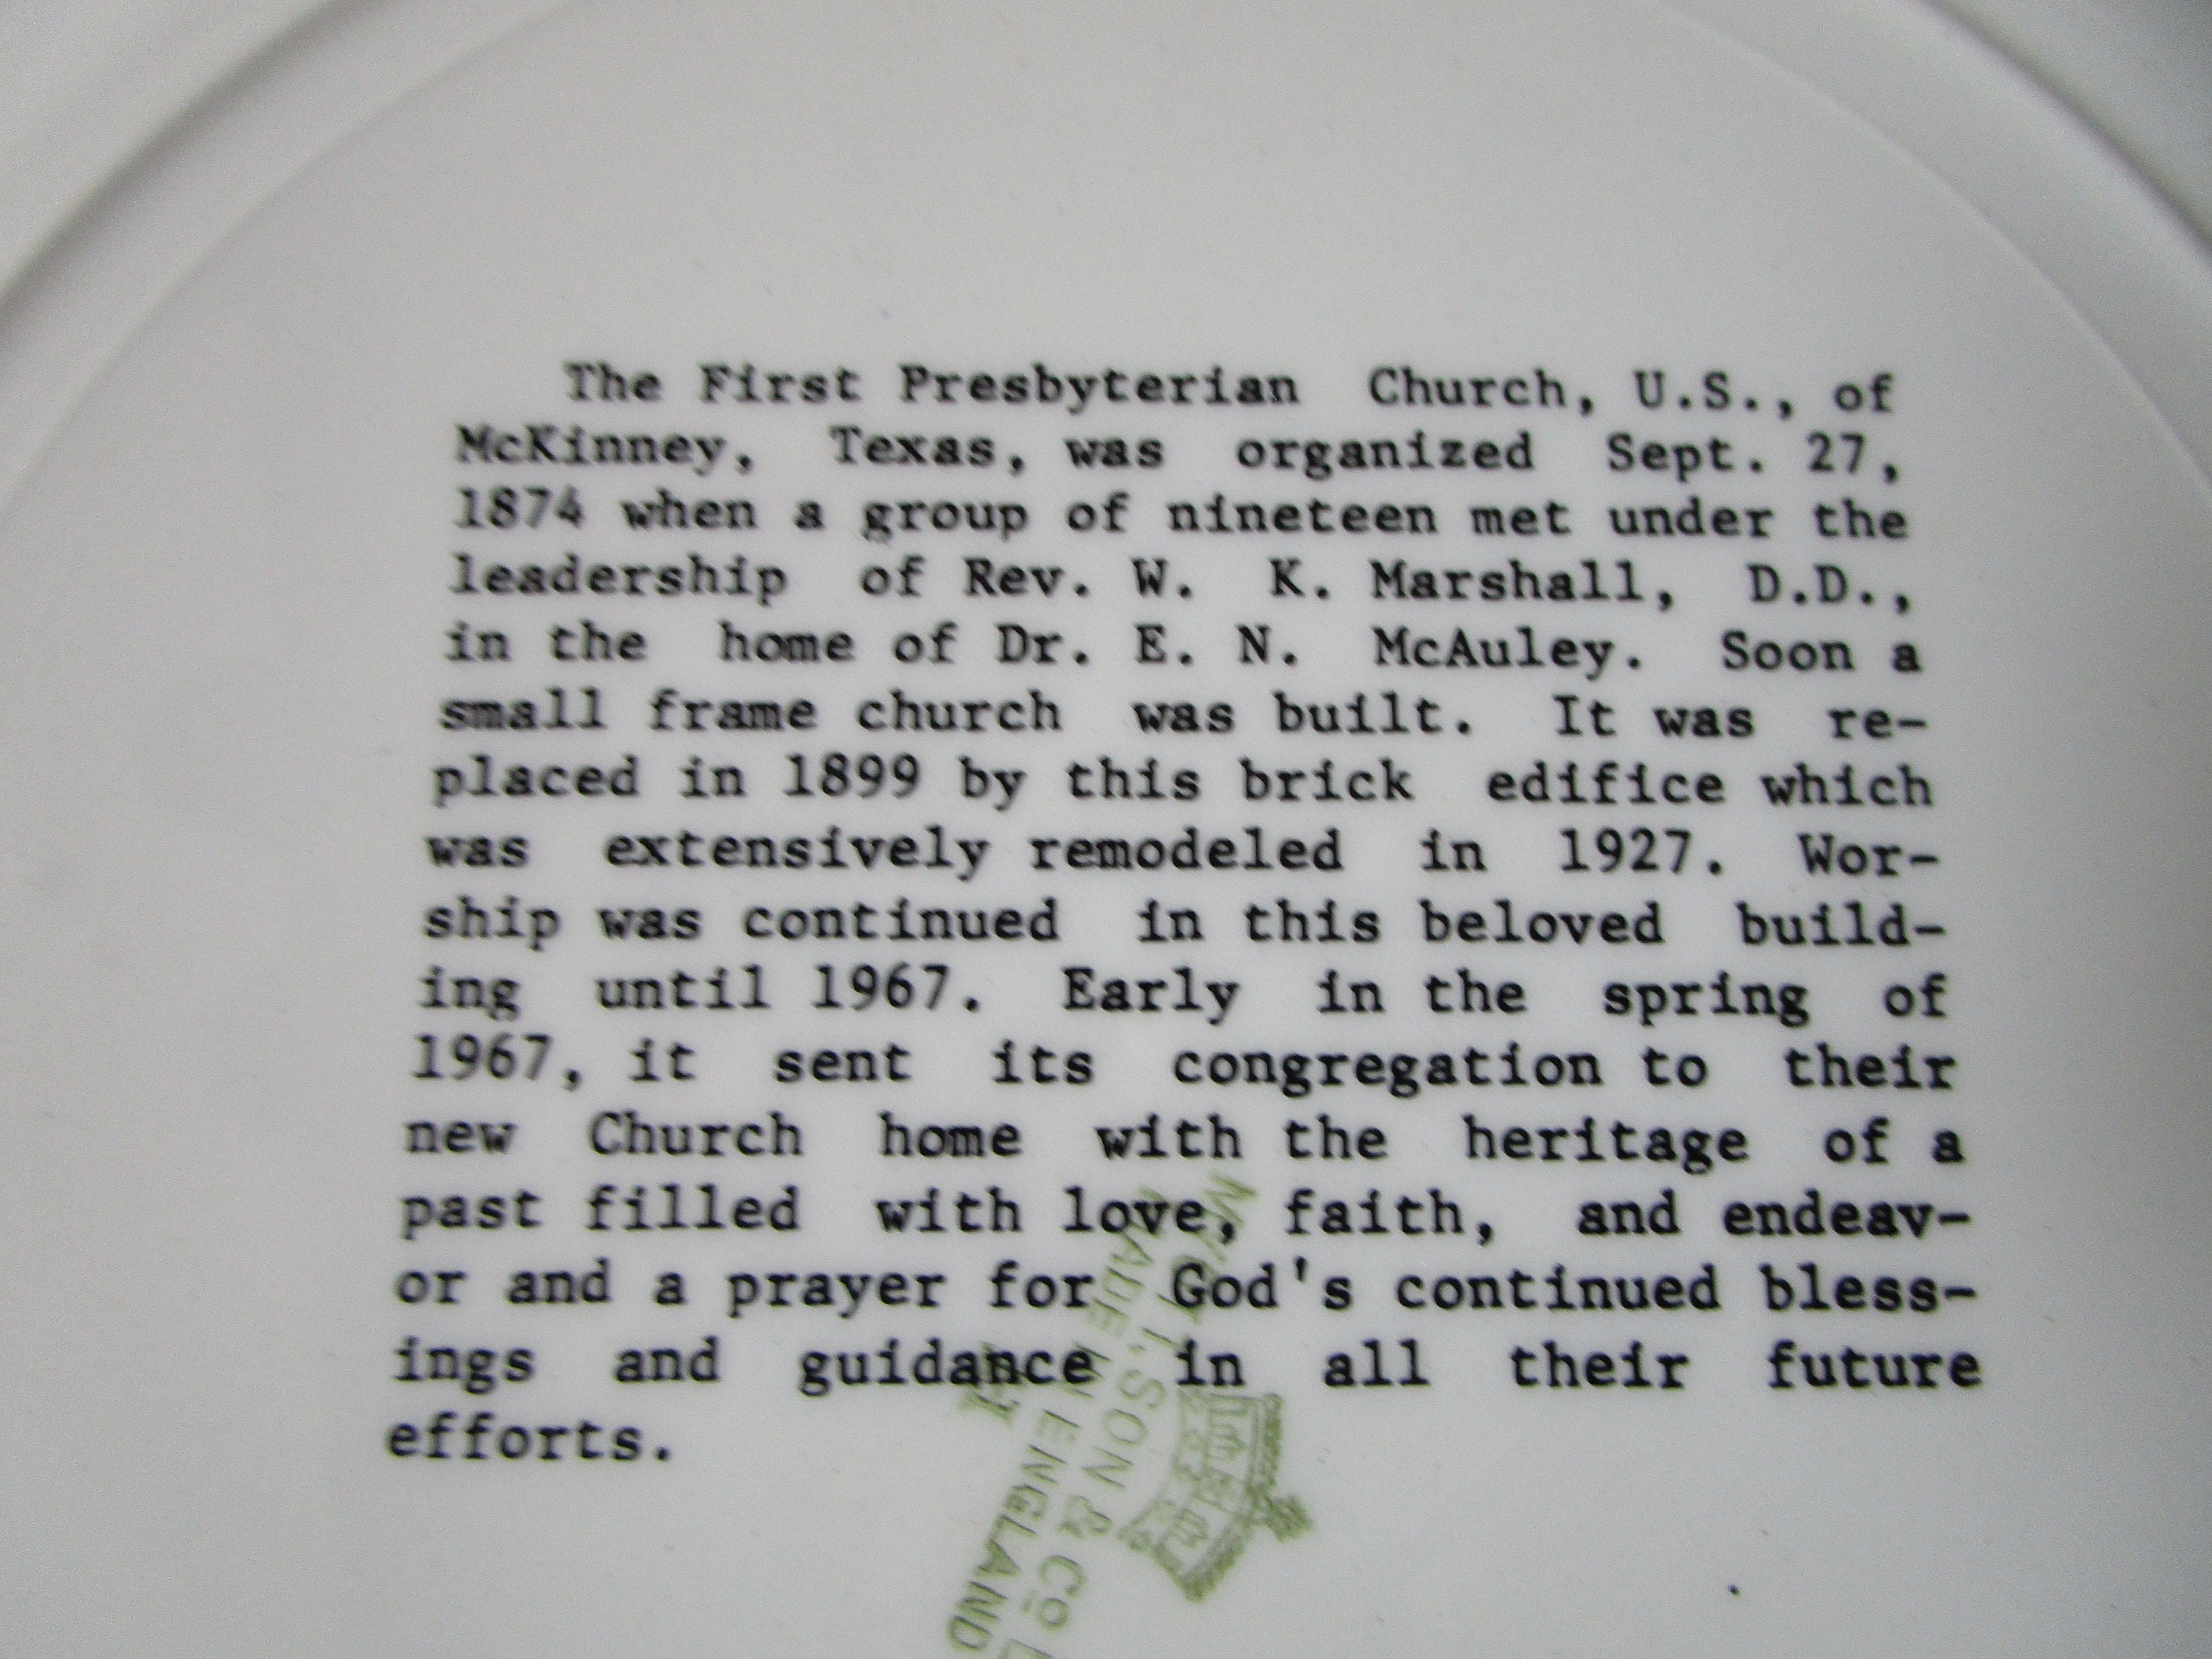 The First Presbyterian Church, U.S., of
McKinney, Texas, was organized Sept. 27,
1874 when a group of nineteen met under the
leadership of Rev. W. K. Marshall, D.D.,
in the home of Dr. E. N. McAuley. Soon a
small frame church was built. It was re-
placed in 1899 by this brick edifice which
was extensively remodeled in 1927. Wor-
ship was continued in this beloved build-
ing until 1967. Early in the spring of
1967, it sent its congregation to their
new Church home with the heritage of a
past filled with love, faith, and endeav-
or and a prayer for God's continued bless-
ings and guidance in all their future
efforts.
SON & Co
MADE IN ENGLAND